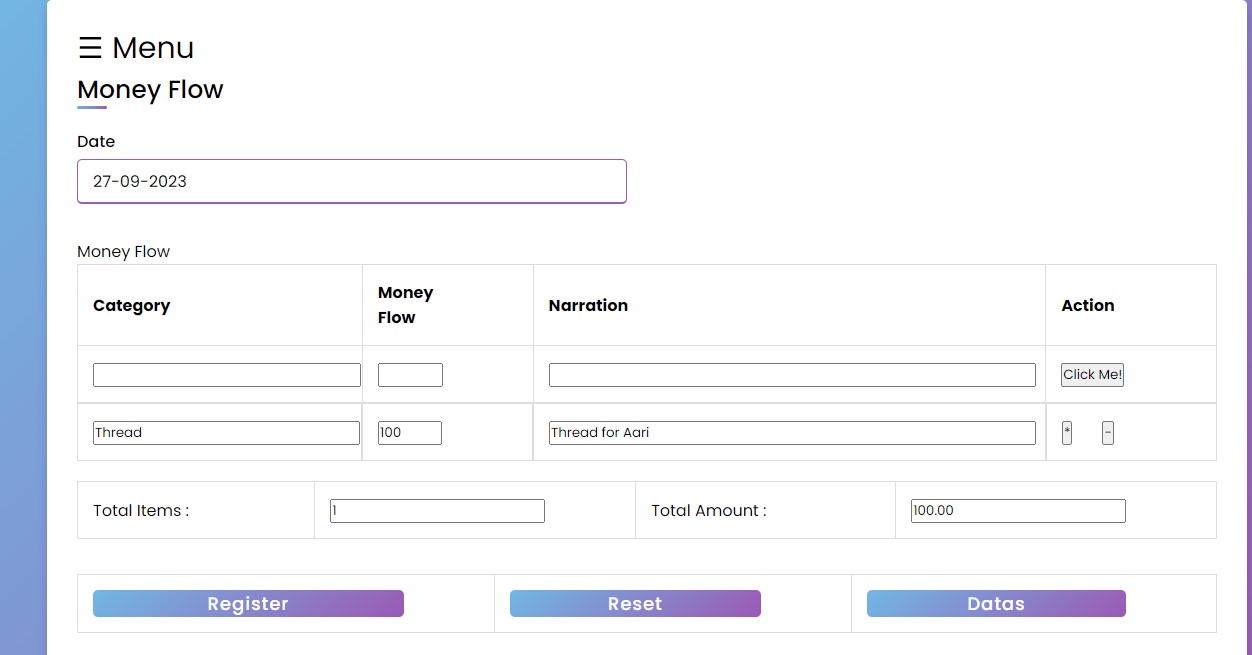 ☰ Menu
Money Flow
Date
27-09-2023
Money Flow
Category Money Flow Narration Action
Click Me!
Thread 100 Thread for Aari * -
Total Items : 1 Total Amount : 100.00
Register Reset Datas